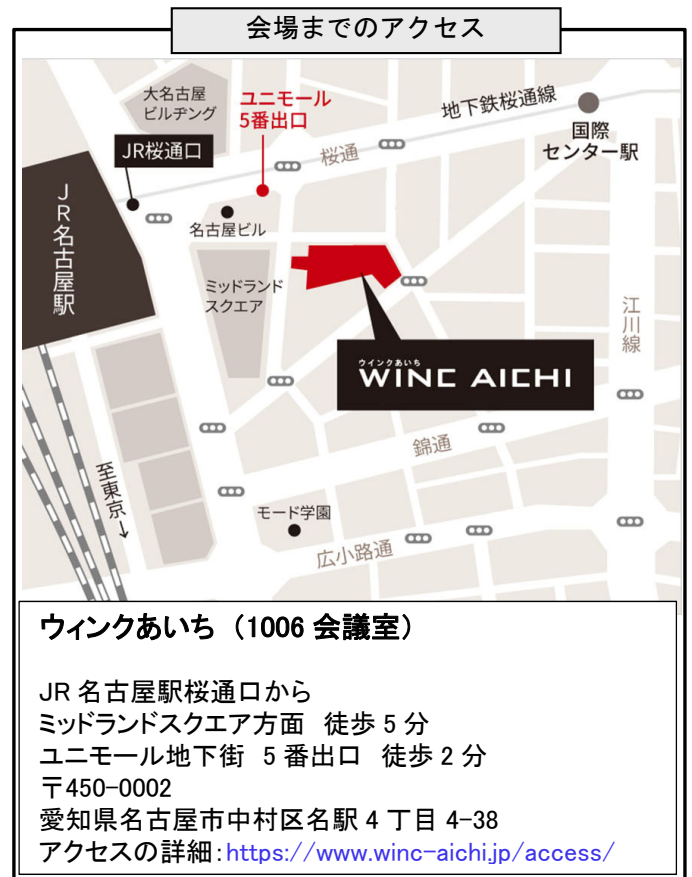 会場までのアクセス
大名古屋
ビルヂング
ユニモール
5番出口
地下鉄桜通線
国際
センター駅
JR桜通口
桜通
JR名古屋駅
名古屋ビル
ミッドランド
スクエア
江川線
ウインクあいち
WINC AICHI
錦通
至東京→
モード学園
広小路通
ウィンクあいち（1006 会議室）
JR 名古屋駅桜通口から
ミッドランドスクエア方面 徒歩 5 分
ユニモール地下街 5 番出口 徒歩 2 分
〒450-0002
愛知県名古屋市中村区名駅 4 丁目 4-38
アクセスの詳細：https://www.winc-aichi.jp/access/